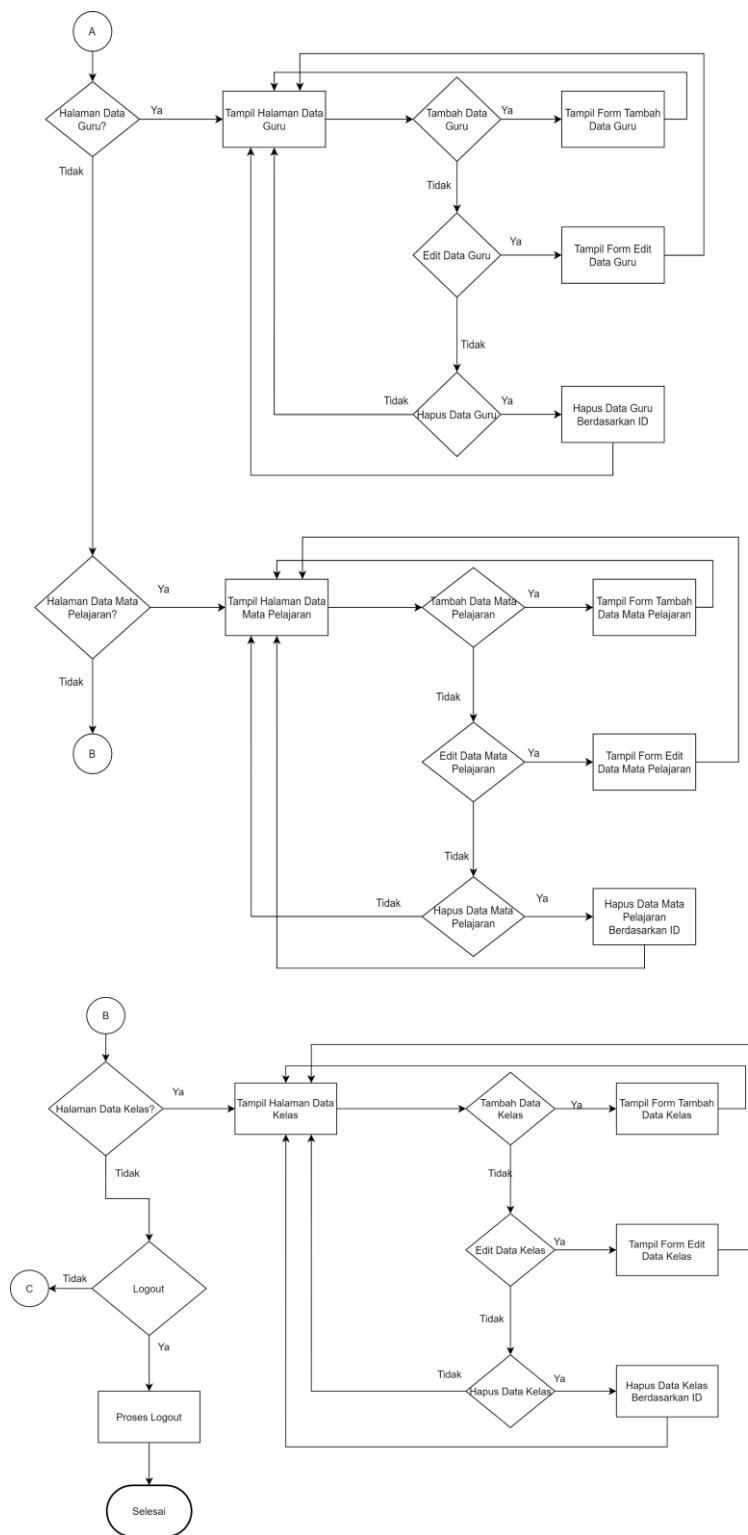 A
Halaman Data
Guru?
Ya
Tampil Halaman Data
Guru
Tambah Data
Guru
Ya
Tampil Form Tambah
Data Guru
Tidak
Tidak
Edit Data Guru
Ya
Tampil Form Edit
Data Guru
Tidak
Tidak
Hapus Data Guru
Ya
Hapus Data Guru
Berdasarkan ID
Halaman Data Mata
Pelajaran?
Ya
Tampil Halaman Data
Mata Pelajaran
Tambah Data Mata
Pelajaran
Ya
Tampil Form Tambah
Data Mata Pelajaran
Tidak
Tidak
B
Edit Data Mata
Pelajaran
Ya
Tampil Form Edit
Data Mata Pelajaran
Tidak
Tidak
Hapus Data Mata
Pelajaran
Ya
Hapus Data Mata
Pelajaran
Berdasarkan ID
B
Halaman Data Kelas?
Ya
Tampil Halaman Data
Kelas
Tambah Data
Kelas
Ya
Tampil Form Tambah
Data Kelas
Tidak
Tidak
Edit Data Kelas
Ya
Tampil Form Edit
Data Kelas
C
Tidak
Logout
Tidak
Ya
Tidak
Hapus Data Kelas
Ya
Hapus Data Kelas
Berdasarkan ID
Proses Logout
Selesai